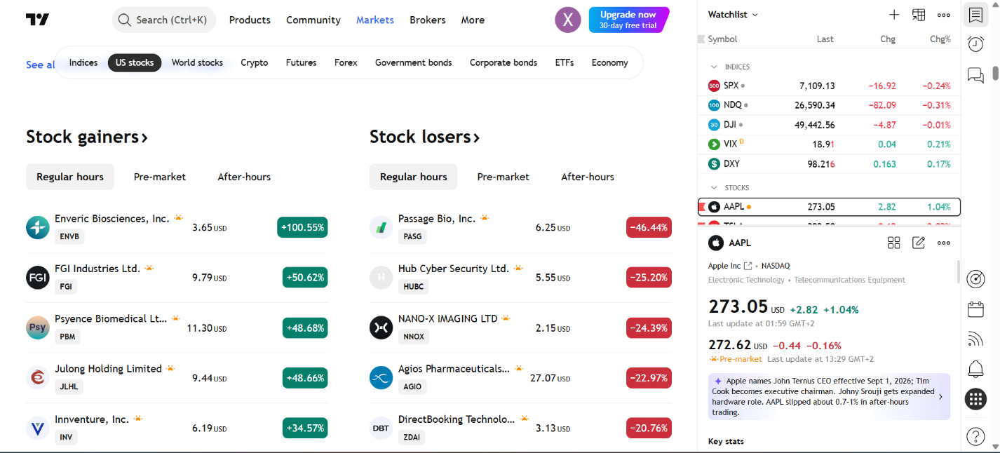 Search (Ctrl+K)
Products
Community
Markets
Brokers
More
X
Upgrade now
30-day free trial
See al
Indices
US stocks
World stocks
Crypto
Futures
Forex
Government bonds
Corporate bonds
ETFs
Economy
Stock gainers
Regular hours
Pre-market
After-hours
Enveric Biosciences, Inc.
ENVB
3.65 USD
+100.55%
FGI
FGI Industries Ltd.
FGI
9.79 USD
+50.62%
Psy
Psyence Biomedical Lt...
PBM
11.30 USD
+48.68%
Julong Holding Limited
JLHL
9.44 USD
+48.66%
Innventure, Inc.
INV
6.19 USD
+34.57%
Stock losers
Regular hours
Pre-market
After-hours
Passage Bio, Inc.
PASG
6.25 USD
−46.44%
H
Hub Cyber Security Ltd.
HUBC
5.55 USD
−25.20%
NANO-X IMAGING LTD
NNOX
2.15 USD
−24.39%
Agios Pharmaceuticals...
AGIO
27.07 USD
−22.97%
DBT
DirectBooking Technolo...
ZDAI
3.13 USD
−20.76%
Watchlist
Symbol Last Chg Chg%
INDICES
500 SPX 7,109.13 −16.92 −0.24%
100 NDQ 26,590.34 −82.09 −0.31%
30 DJI 49,442.56 −4.87 −0.01%
VIX D 18.91 0.04 0.21%
$ DXY 98.216 0.163 0.17%
STOCKS
AAPL 273.05 2.82 1.04%
AAPL
Apple Inc • NASDAQ
Electronic Technology • Telecommunications Equipment
273.05 USD +2.82 +1.04%
Last update at 01:59 GMT+2
272.62 USD −0.44 −0.16%
Pre-market Last update at 13:29 GMT+2
Apple names John Ternus CEO effective Sept 1, 2026; Tim
Cook becomes executive chairman. Johny Srouji gets expanded
hardware role. AAPL slipped about 0.7-1% in after-hours
trading.
Key stats